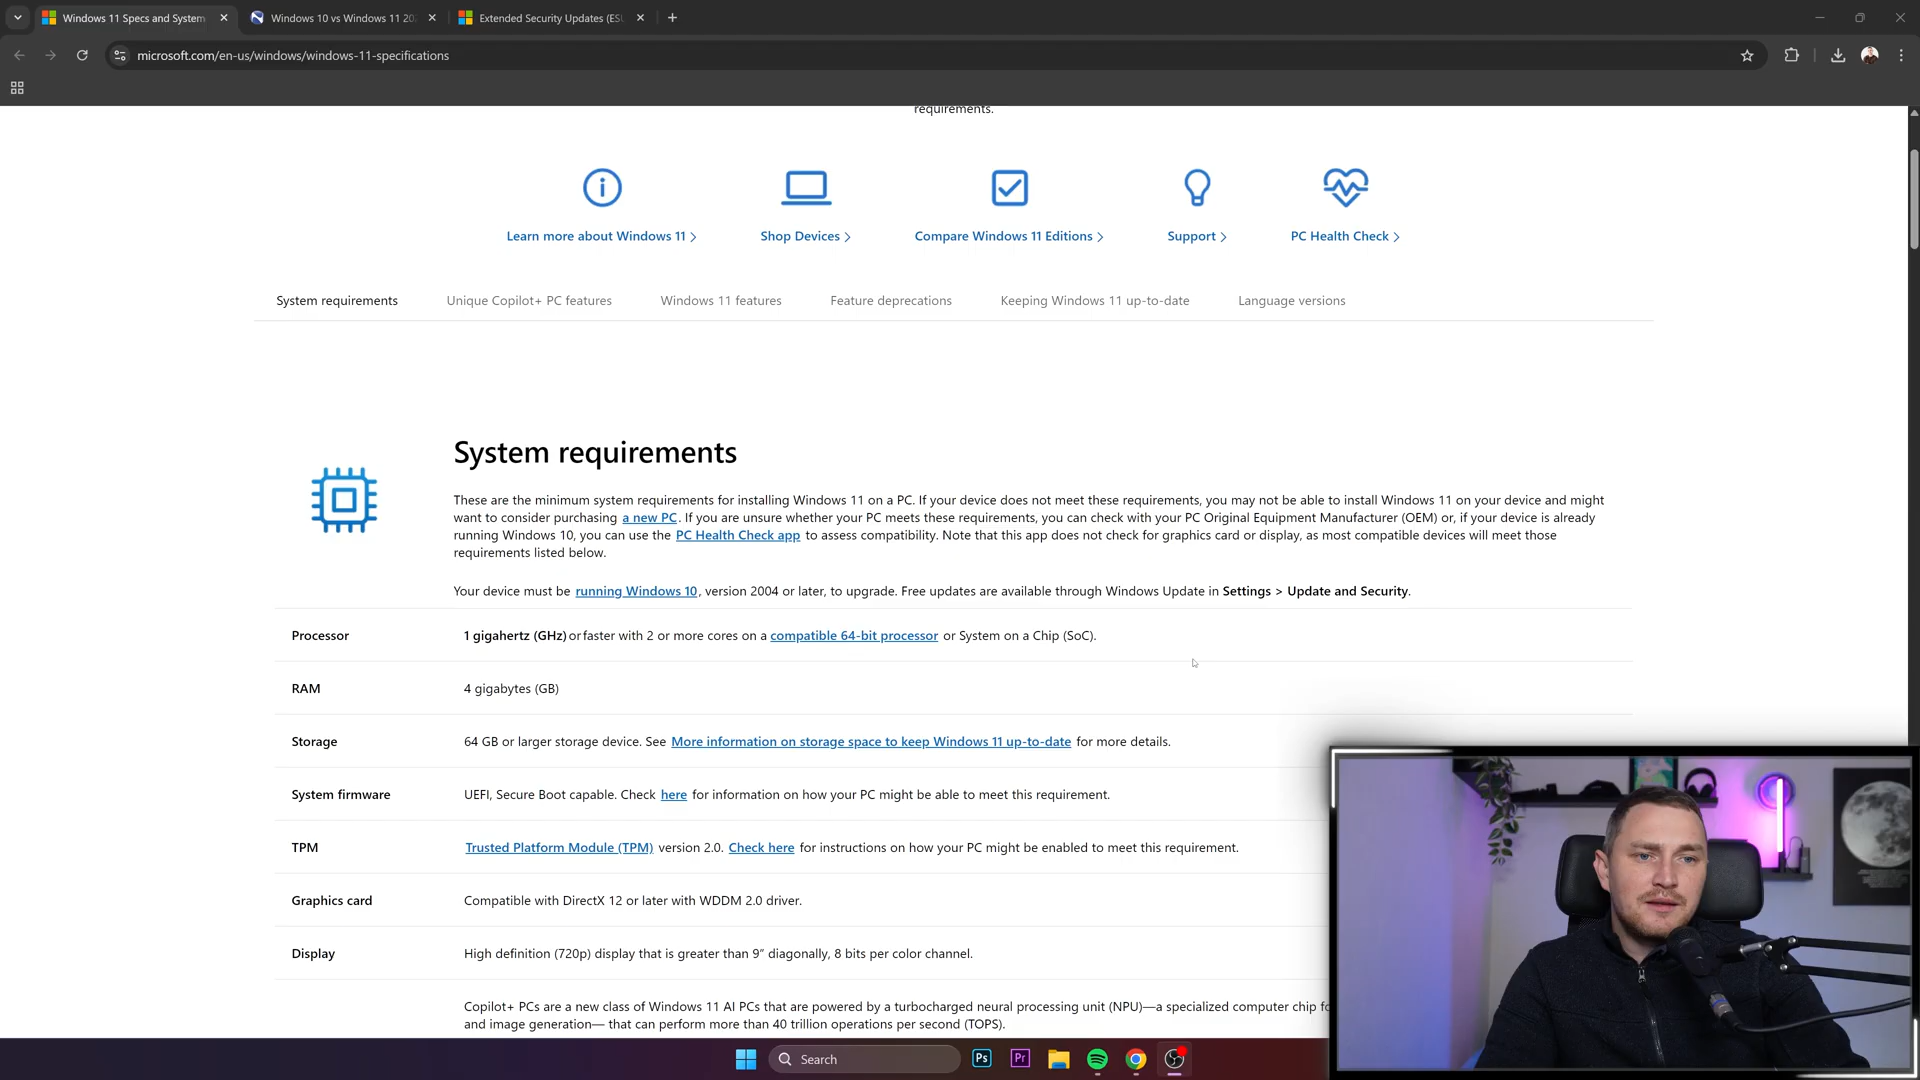 Windows 11 Specs and System
Windows 10 vs Windows 11 20
Extended Security Updates (ESU
microsoft.com/en-us/windows/windows-11-specifications
requirements.
Learn more about Windows 11
Shop Devices
Compare Windows 11 Editions
Support
PC Health Check
System requirements
Unique Copilot+ PC features
Windows 11 features
Feature deprecations
Keeping Windows 11 up-to-date
Language versions
System requirements
These are the minimum system requirements for installing Windows 11 on a PC. If your device does not meet these requirements, you may not be able to install Windows 11 on your device and might
want to consider purchasing a new PC. If you are unsure whether your PC meets these requirements, you can check with your PC Original Equipment Manufacturer (OEM) or, if your device is already
running Windows 10, you can use the PC Health Check app to assess compatibility. Note that this app does not check for graphics card or display, as most compatible devices will meet those
requirements listed below.
Your device must be running Windows 10, version 2004 or later, to upgrade. Free updates are available through Windows Update in Settings > Update and Security.
Processor
1 gigahertz (GHz) or faster with 2 or more cores on a compatible 64-bit processor or System on a Chip (SoC).
RAM
4 gigabytes (GB)
Storage
64 GB or larger storage device. See More information on storage space to keep Windows 11 up-to-date for more details.
System firmware
UEFI, Secure Boot capable. Check here for information on how your PC might be able to meet this requirement.
TPM
Trusted Platform Module (TPM) version 2.0. Check here for instructions on how your PC might be enabled to meet this requirement.
Graphics card
Compatible with DirectX 12 or later with WDDM 2.0 driver.
Display
High definition (720p) display that is greater than 9” diagonally, 8 bits per color channel.
Copilot+ PCs are a new class of Windows 11 AI PCs that are powered by a turbocharged neural processing unit (NPU)—a specialized computer chip
and image generation— that can perform more than 40 trillion operations per second (TOPS).
Search
Ps
Pr